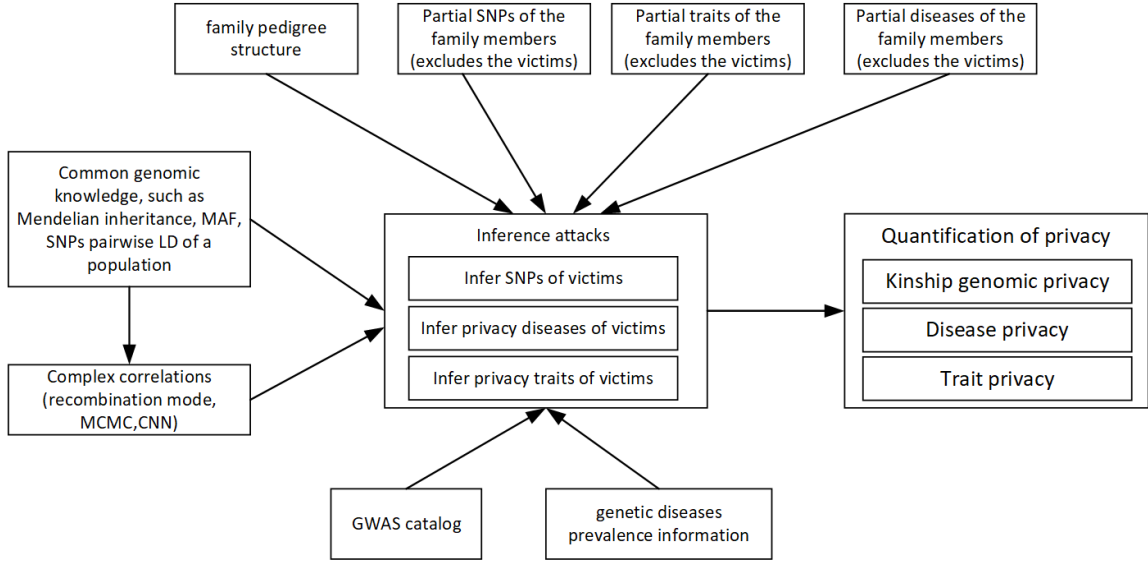 family pedigree
structure
Partial SNPs of the
family members
(excludes the victims)
Partial traits of the
family members
(excludes the victims)
Partial diseases of the
family members
(excludes the victims)
Common genomic
knowledge, such as
Mendelian inheritance, MAF,
SNPs pairwise LD of a
population
Inference attacks
Infer SNPs of victims
Infer privacy diseases of victims
Infer privacy traits of victims
Quantification of privacy
Kinship genomic privacy
Disease privacy
Trait privacy
Complex correlations
(recombination mode,
MCMC,CNN)
GWAS catalog
genetic diseases
prevalence information